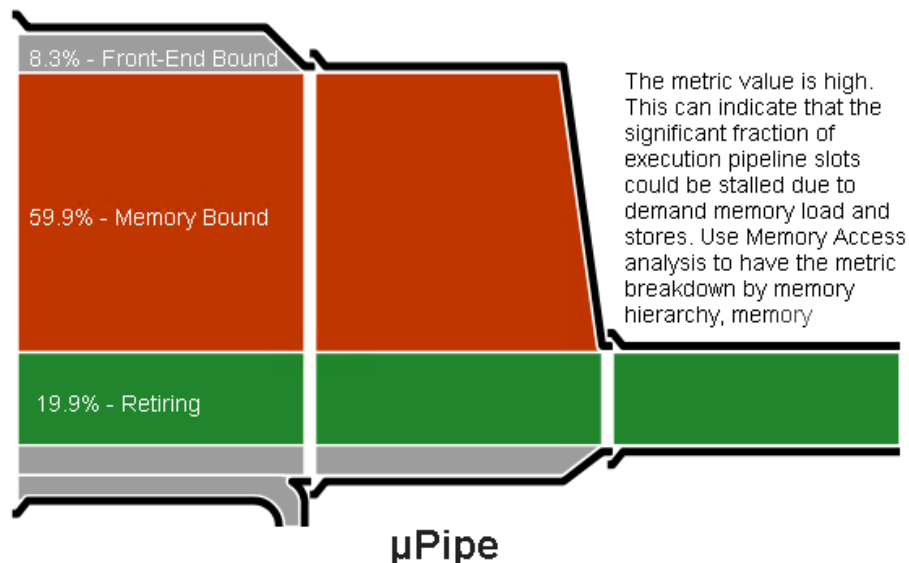 8.3% - Front-End Bound
59.9% - Memory Bound
19.9% - Retiring
The metric value is high.
This can indicate that the
significant fraction of
execution pipeline slots
could be stalled due to
demand memory load and
stores. Use Memory Access
analysis to have the metric
breakdown by memory
hierarchy, memory
µPipe